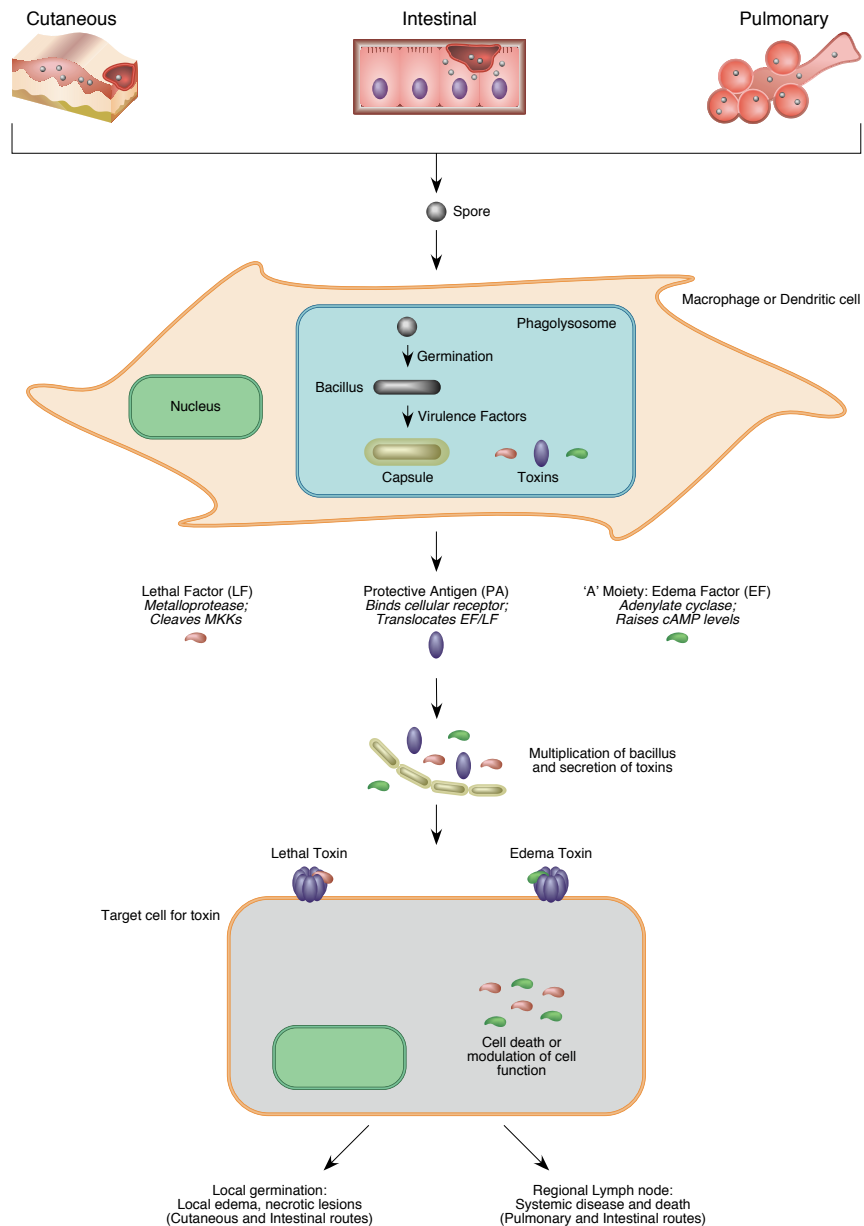 Cutaneous
Intestinal
Pulmonary
Spore
Macrophage or Dendritic cell
Phagolysosome
Germination
Bacillus
Nucleus
Virulence Factors
Capsule
Toxins
Lethal Factor (LF)
Metalloprotease;
Cleaves MKKs
Protective Antigen (PA)
Binds cellular receptor;
Translocates EF/LF
‘A’ Moiety: Edema Factor (EF)
Adenylate cyclase;
Raises cAMP levels
Multiplication of bacillus
and secretion of toxins
Lethal Toxin
Edema Toxin
Target cell for toxin
Cell death or
modulation of cell
function
Local germination:
Local edema, necrotic lesions
(Cutaneous and Intestinal routes)
Regional Lymph node:
Systemic disease and death
(Pulmonary and Intestinal routes)